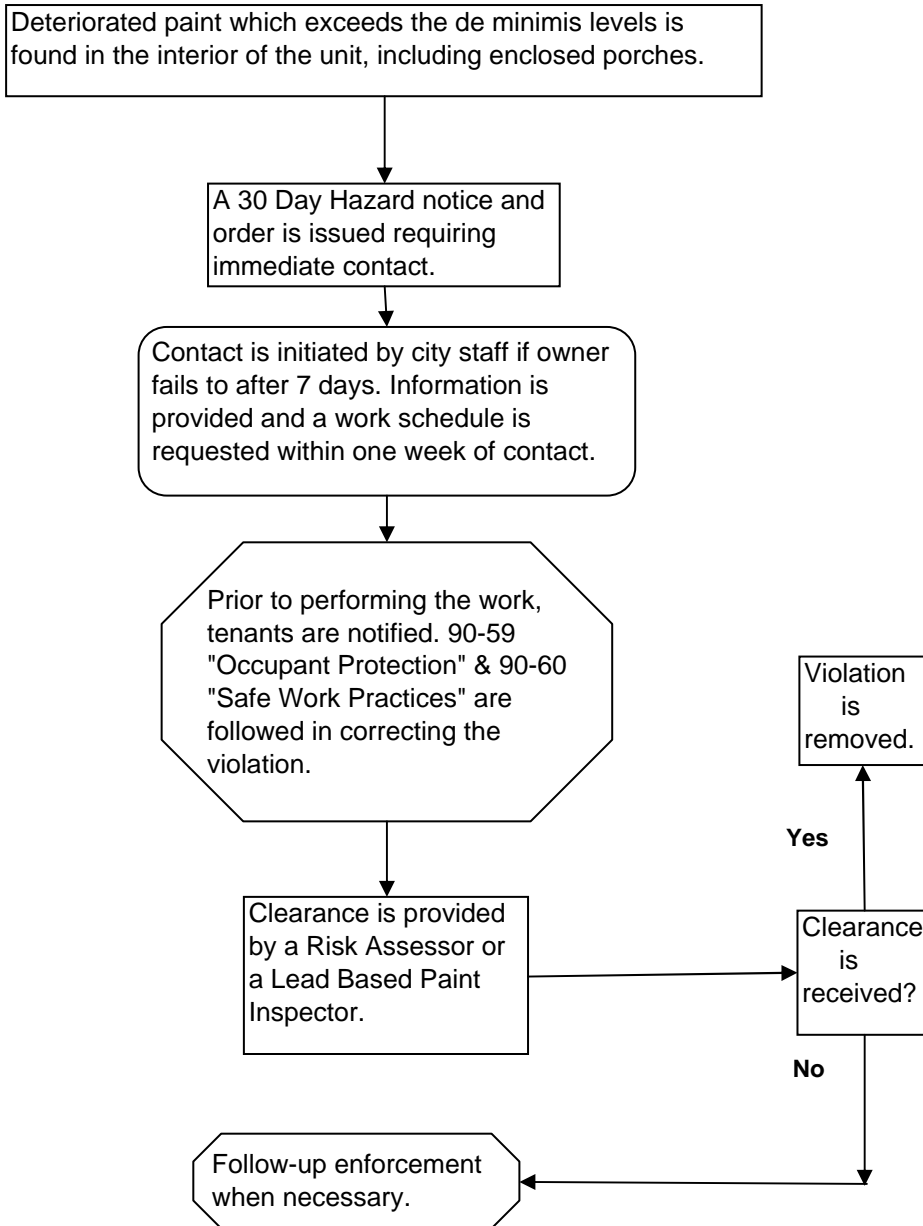 Deteriorated paint which exceeds the de minimis levels is
found in the interior of the unit, including enclosed porches.
A 30 Day Hazard notice and
order is issued requiring
immediate contact.
Contact is initiated by city staff if owner
fails to after 7 days. Information is
provided and a work schedule is
requested within one week of contact.
Prior to performing the work,
tenants are notified. 90-59
"Occupant Protection" & 90-60
"Safe Work Practices" are
followed in correcting the
violation.
Clearance is provided
by a Risk Assessor or
a Lead Based Paint
Inspector.
Clearance
is
received?
Yes
Violation
is
removed.
No
Follow-up enforcement
when necessary.